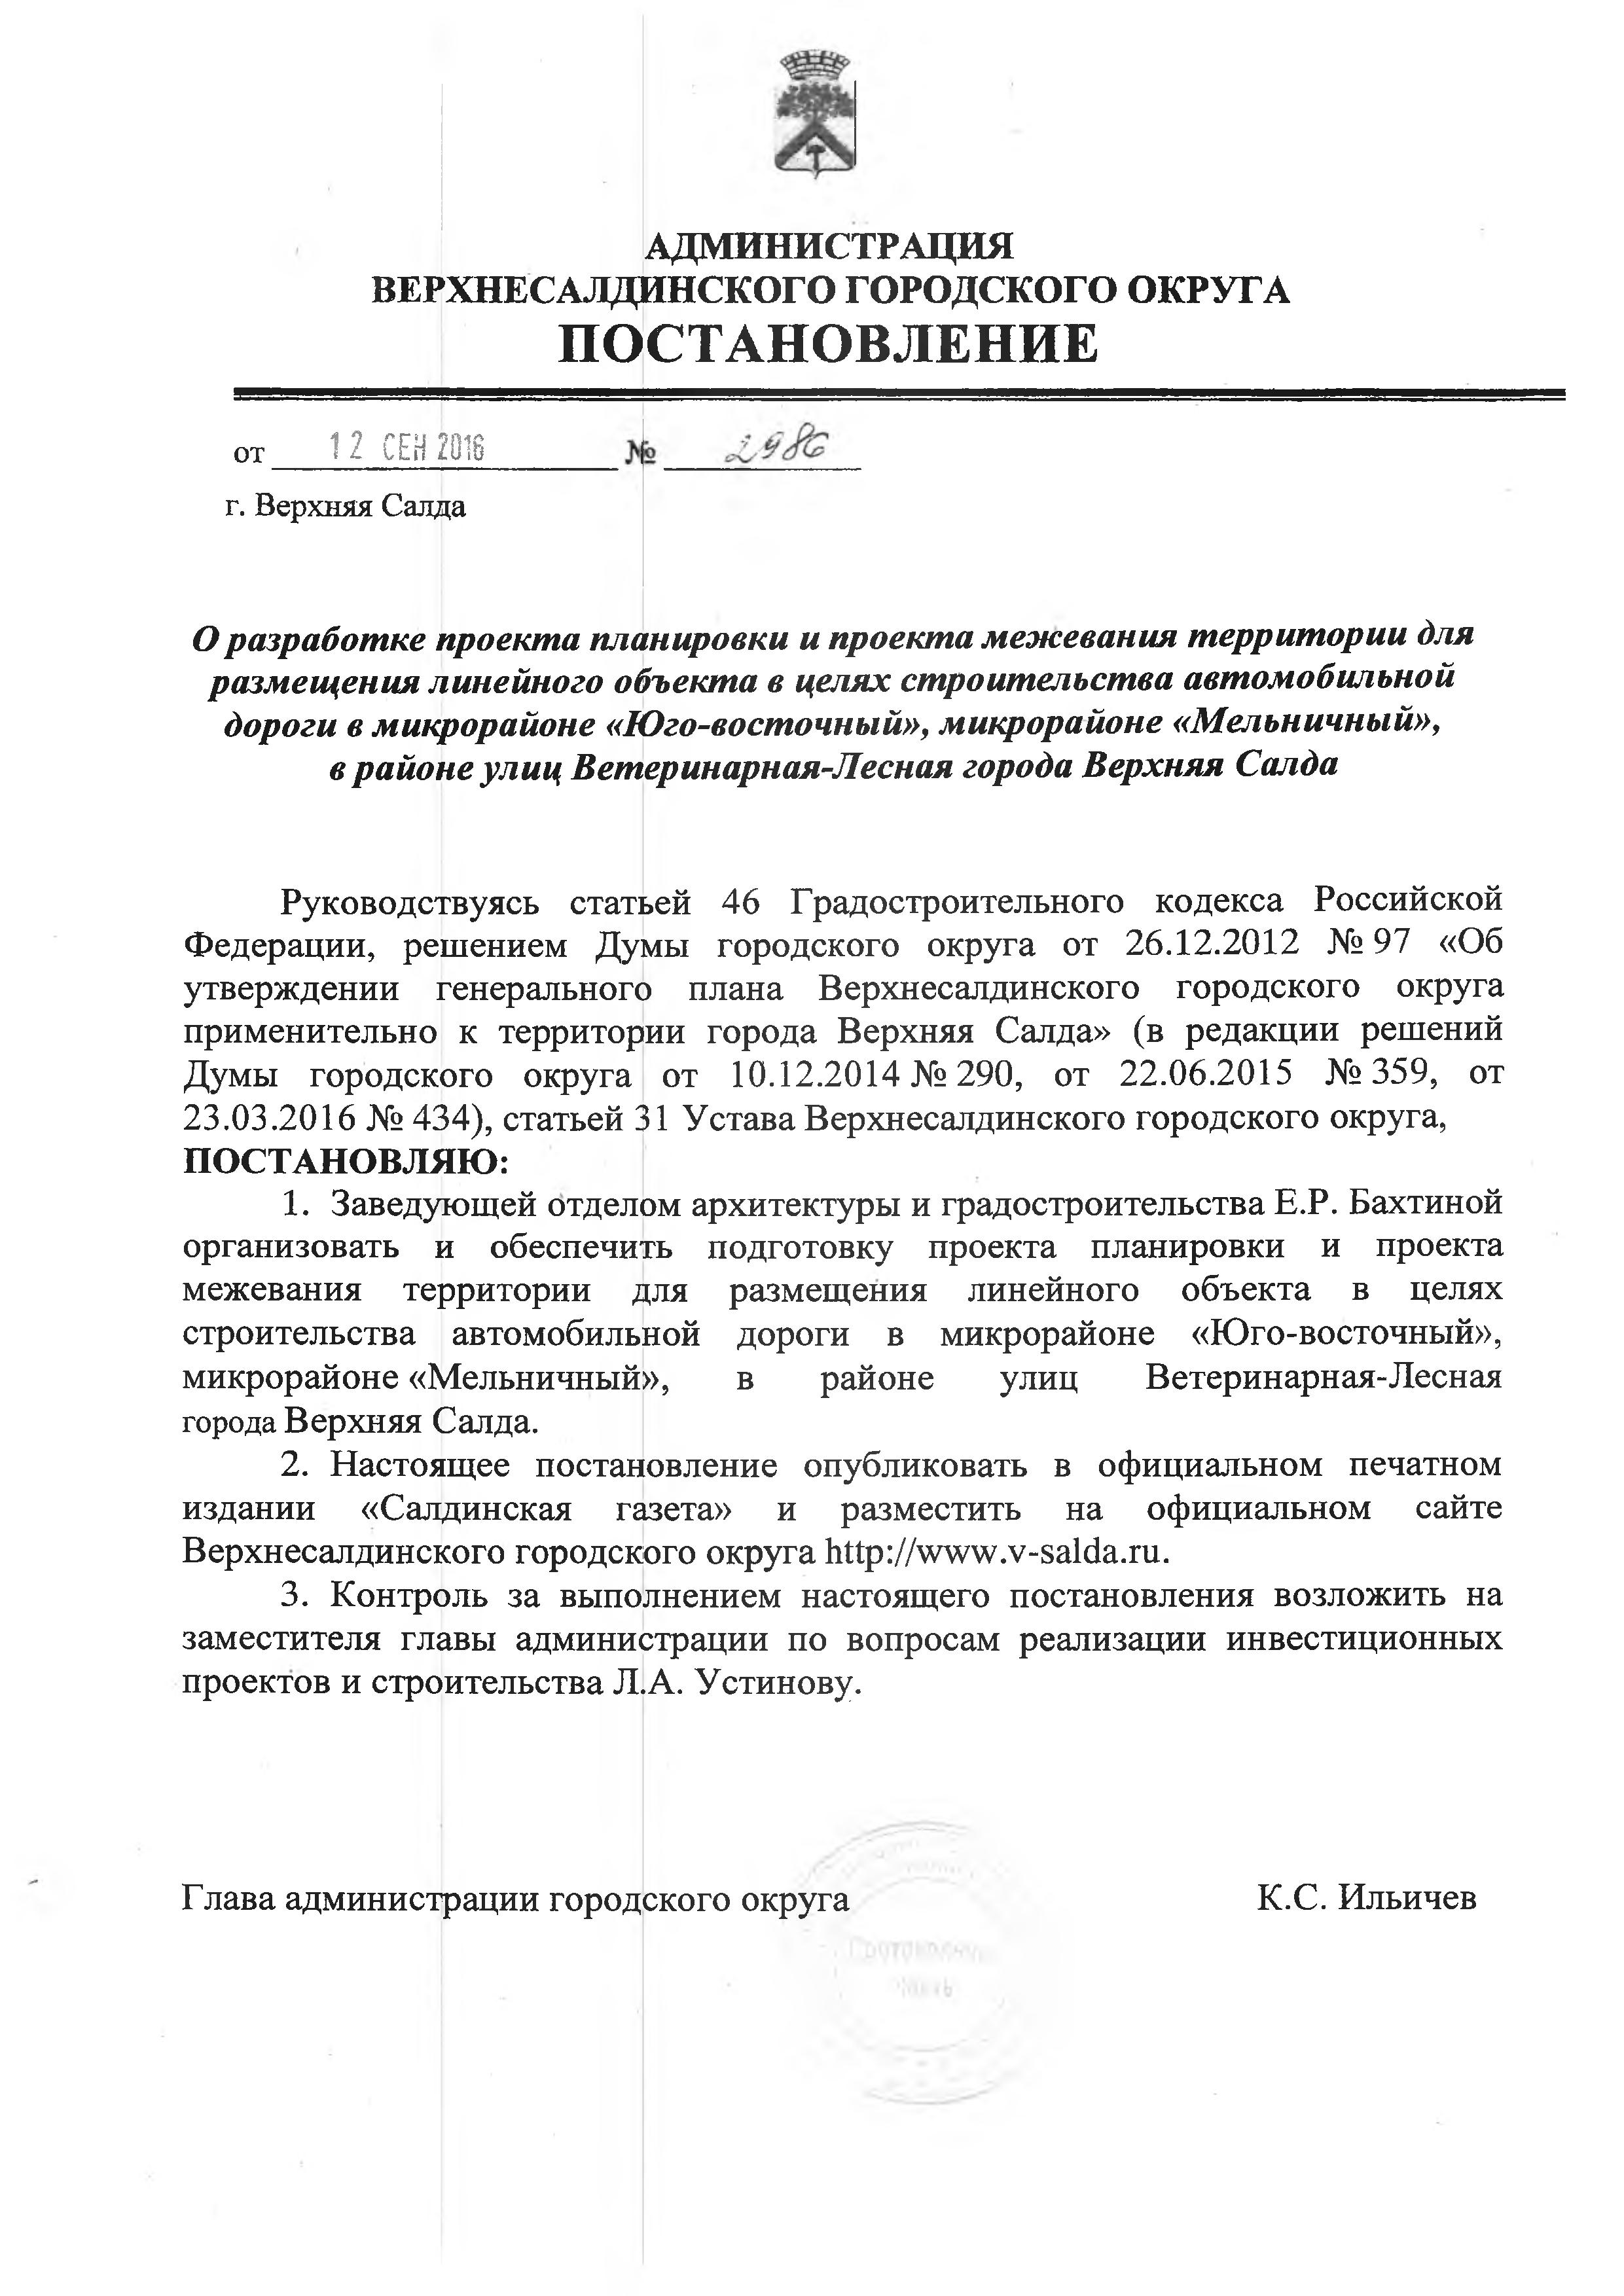 АДМИНИСТРАЦИЯ
ВЕРХНЕСАЛДИНСКОГО ГОРОДСКОГО ОКРУГА
ПОСТАНОВЛЕНИЕ
от 12 СЕН 2016 № 2986
г. Верхняя Салда
О разработке проекта планировки и проекта межевания территории для
размещения линейного объекта в целях строительства автомобильной
дороги в микрорайоне «Юго-восточный», микрорайоне «Мельничный»,
в районе улиц Ветеринарная-Лесная города Верхняя Салда
Руководствуясь статьей 46 Градостроительного кодекса Российской
Федерации, решением Думы городского округа от 26.12.2012 № 97 «Об
утверждении генерального плана Верхнесалдинского городского округа
применительно к территории города Верхняя Салда» (в редакции решений
Думы городского округа от 10.12.2014 № 290, от 22.06.2015 № 359, от
23.03.2016 № 434), статьей 31 Устава Верхнесалдинского городского округа,
ПОСТАНОВЛЯЮ:
1. Заведующей отделом архитектуры и градостроительства Е.Р. Бахтиной
организовать и обеспечить подготовку проекта планировки и проекта
межевания территории для размещения линейного объекта в целях
строительства автомобильной дороги в микрорайоне «Юго-восточный»,
микрорайоне «Мельничный», в районе улиц Ветеринарная-Лесная
города Верхняя Салда.
2. Настоящее постановление опубликовать в официальном печатном
издании «Салдинская газета» и разместить на официальном сайте
Верхнесалдинского городского округа http://www.v-salda.ru.
3. Контроль за выполнением настоящего постановления возложить на
заместителя главы администрации по вопросам реализации инвестиционных
проектов и строительства Л.А. Устинову.
Глава администрации городского округа К.С. Ильичев